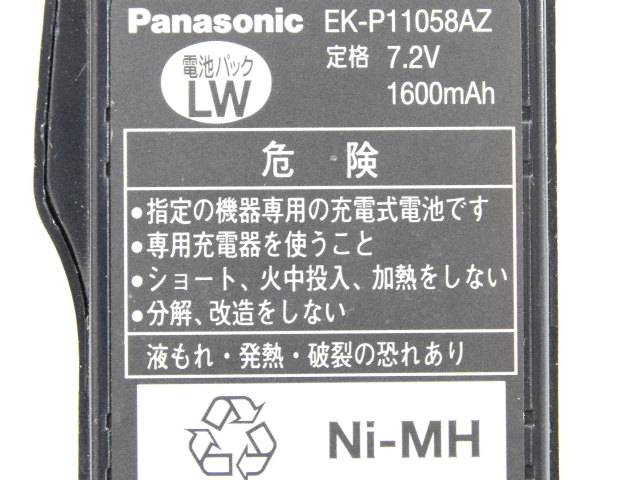 Panasonic EK-P11058AZ
電池パック 定格 7.2V
LW 1600mAh
危険
●指定の機器専用の充電式電池です
●専用充電器を使うこと
●ショート、火中投入、加熱をしない
●分解、改造をしない
液もれ・発熱・破裂の恐れあり
Ni-MH